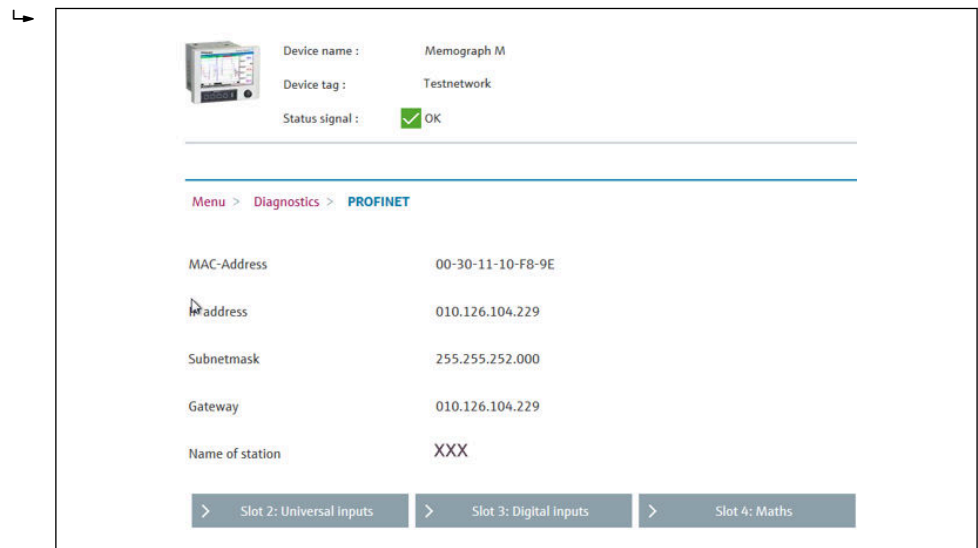 Device name : Memograph M
Device tag : Testnetwork
Status signal : OK
Menu > Diagnostics > PROFINET
MAC-Address 00-30-11-10-F8-9E
address 010.126.104.229
Subnetmask 255.255.252.000
Gateway 010.126.104.229
Name of station XXX
> Slot 2: Universal inputs > Slot 3: Digital inputs > Slot 4: Maths